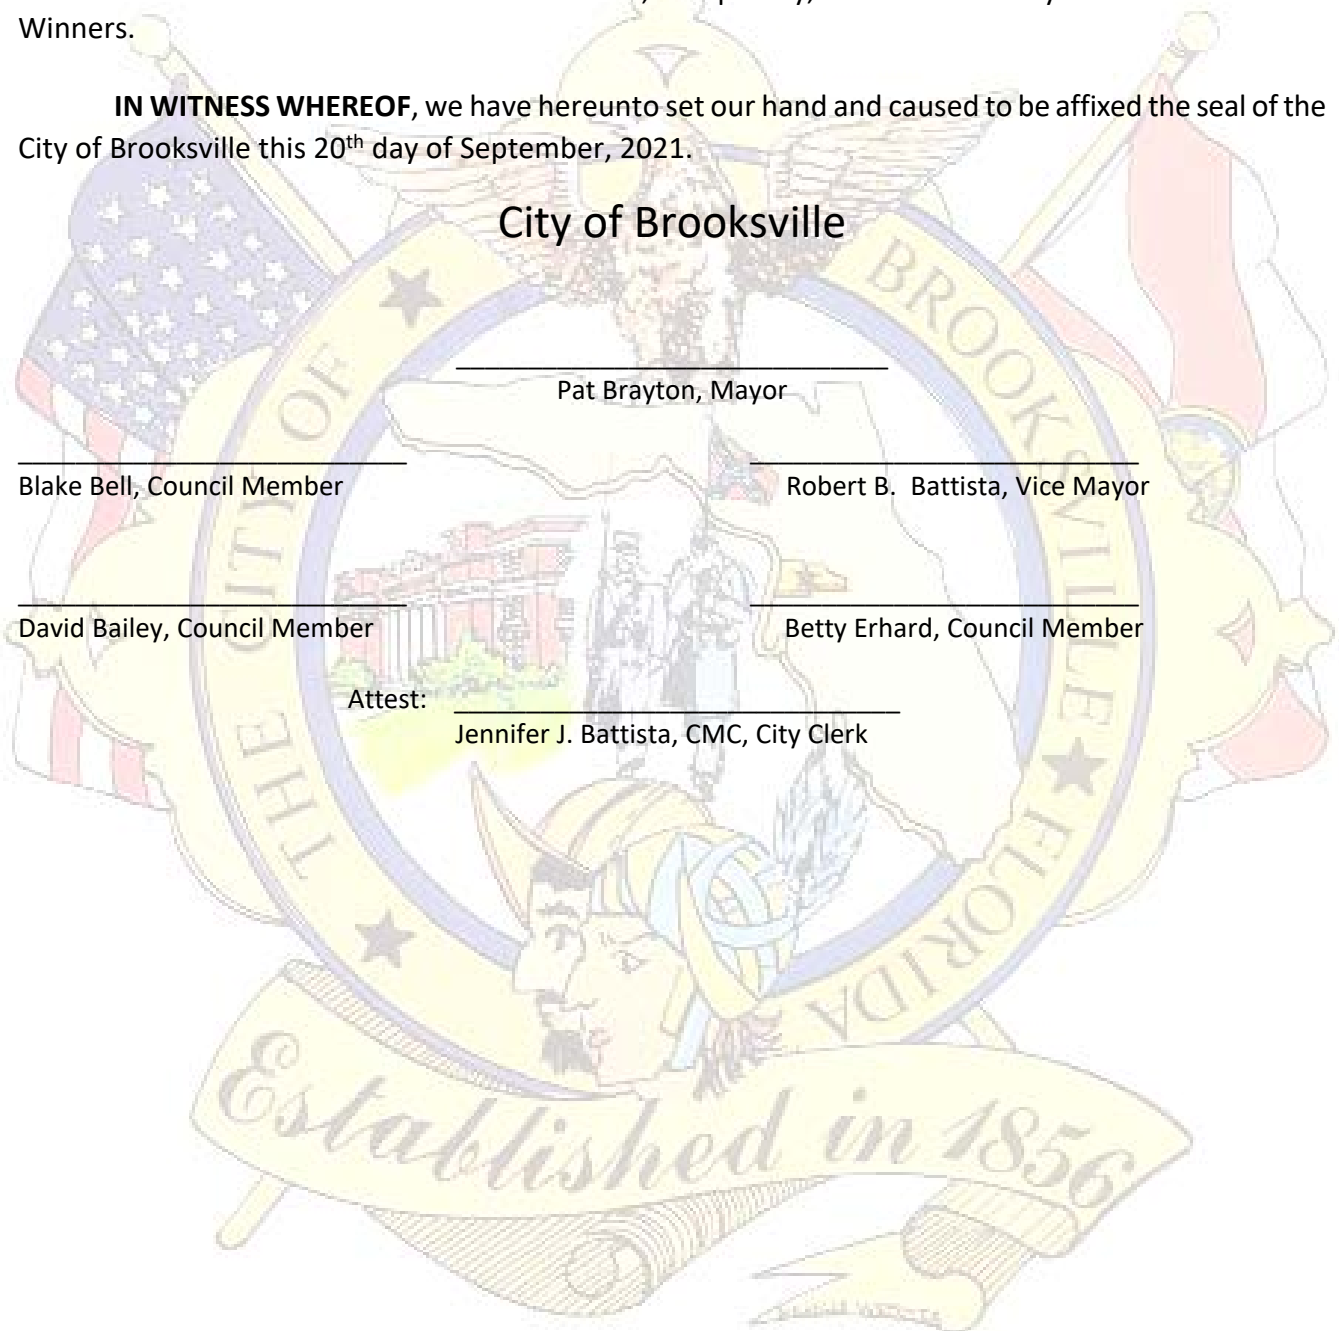 Winners.
IN WITNESS WHEREOF, we have hereunto set our hand and caused to be affixed the seal of the
City of Brooksville this 20th day of September, 2021.
City of Brooksville
Pat Brayton, Mayor
Blake Bell, Council Member
Robert B. Battista, Vice Mayor
David Bailey, Council Member
Betty Erhard, Council Member
Attest:
Jennifer J. Battista, CMC, City Clerk
THE CITY OF BROOKSVILLE FLORIDA
Established in 1856